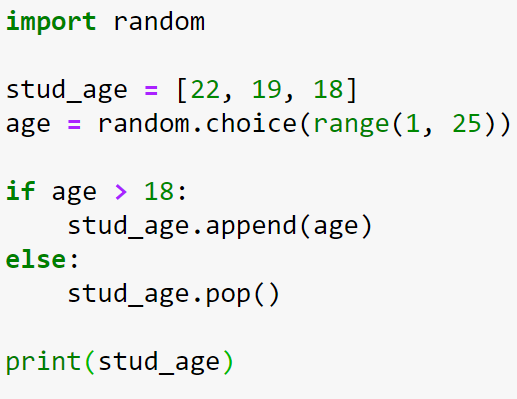 import random
stud_age = [22, 19, 18]
age = random.choice(range(1, 25))
if age > 18:
    stud_age.append(age)
else:
    stud_age.pop()
print(stud_age)